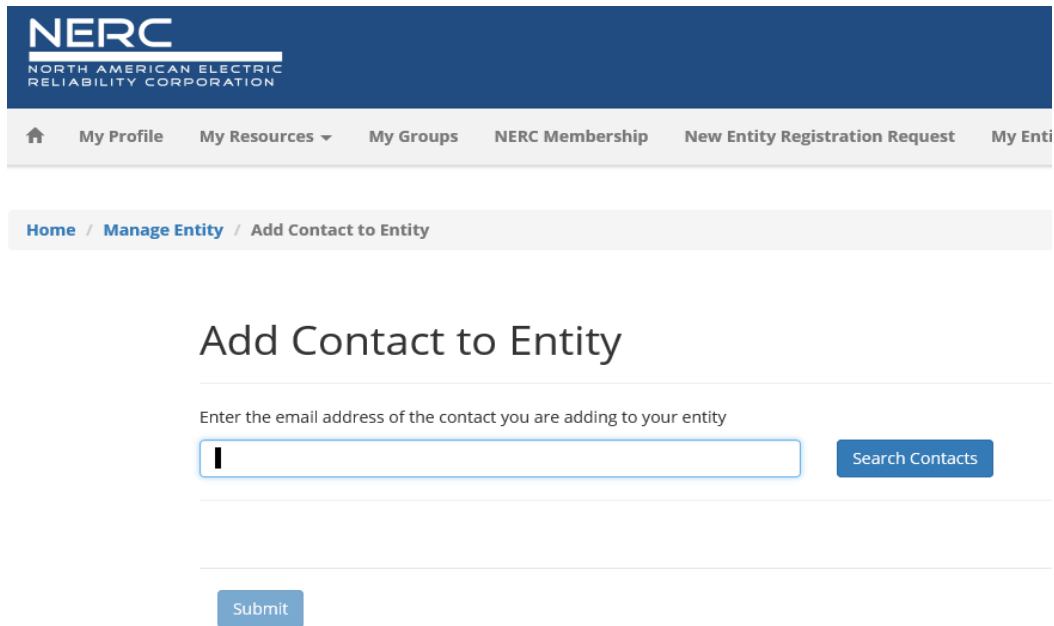 NERC
NORTH AMERICAN ELECTRIC
RELIABILITY CORPORATION
My Profile My Resources My Groups NERC Membership New Entity Registration Request My Enti
Home / Manage Entity / Add Contact to Entity
Add Contact to Entity
Enter the email address of the contact you are adding to your entity
Search Contacts
Submit